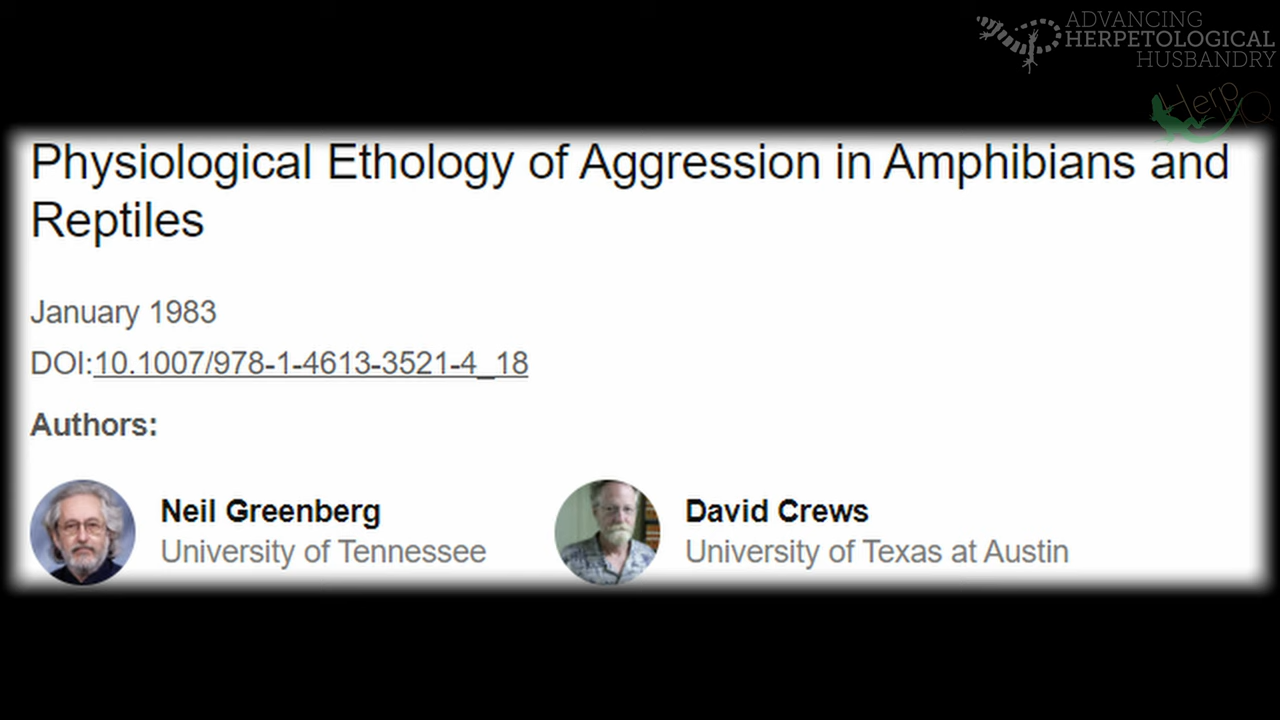 ADVANCING
HERPETOLOGICAL
HUSBANDRY
HerpIQ
Physiological Ethology of Aggression in Amphibians and
Reptiles
January 1983
DOI:10.1007/978-1-4613-3521-4_18
Authors:
Neil Greenberg
University of Tennessee
David Crews
University of Texas at Austin